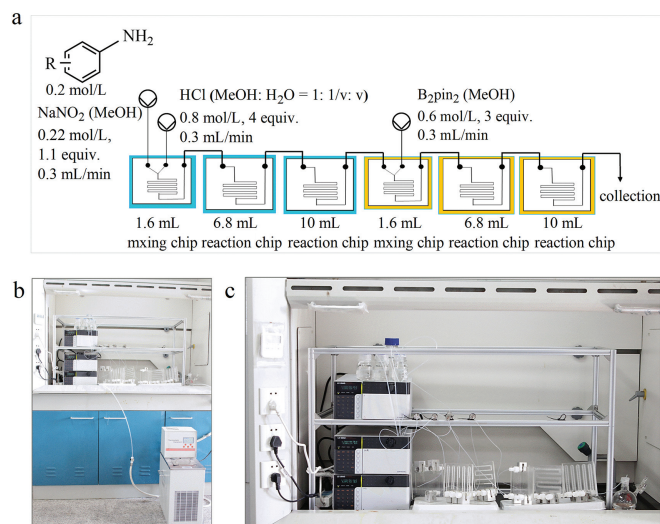 a
NH2
R
0.2 mol/L
NaNO2 (MeOH)
0.22 mol/L,
1.1 equiv.
0.3 mL/min
HCl (MeOH: H2O = 1: 1/v: v)
0.8 mol/L, 4 equiv.
0.3 mL/min
B2pin2 (MeOH)
0.6 mol/L, 3 equiv.
0.3 mL/min
collection
1.6 mL
mxing chip
6.8 mL
reaction chip
10 mL
reaction chip
1.6 mL
mxing chip
6.8 mL
reaction chip
10 mL
reaction chip
b
c